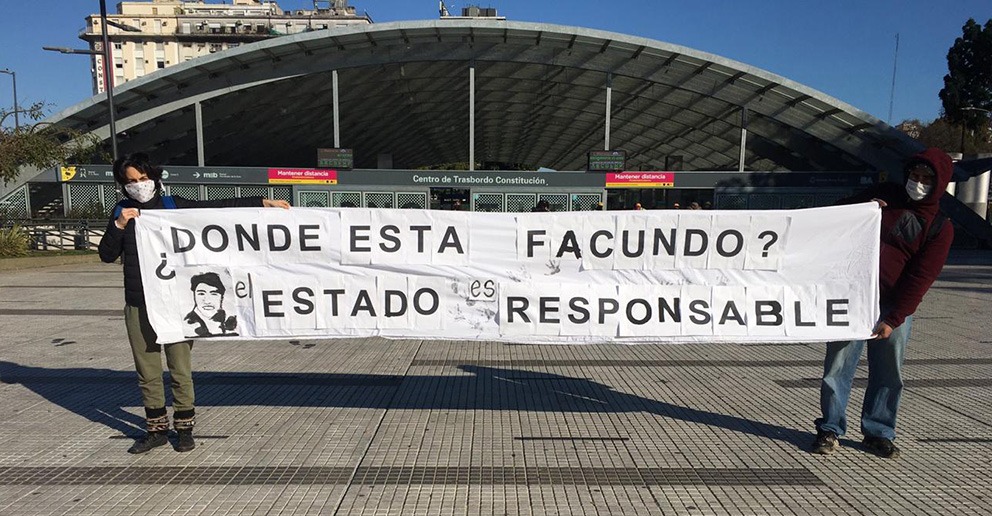 Mantener distancia
Centro de Trasbordo Constitución
Mantener distancia
¿DONDE ESTA FACUNDO?
el ESTADO es RESPONSABLE